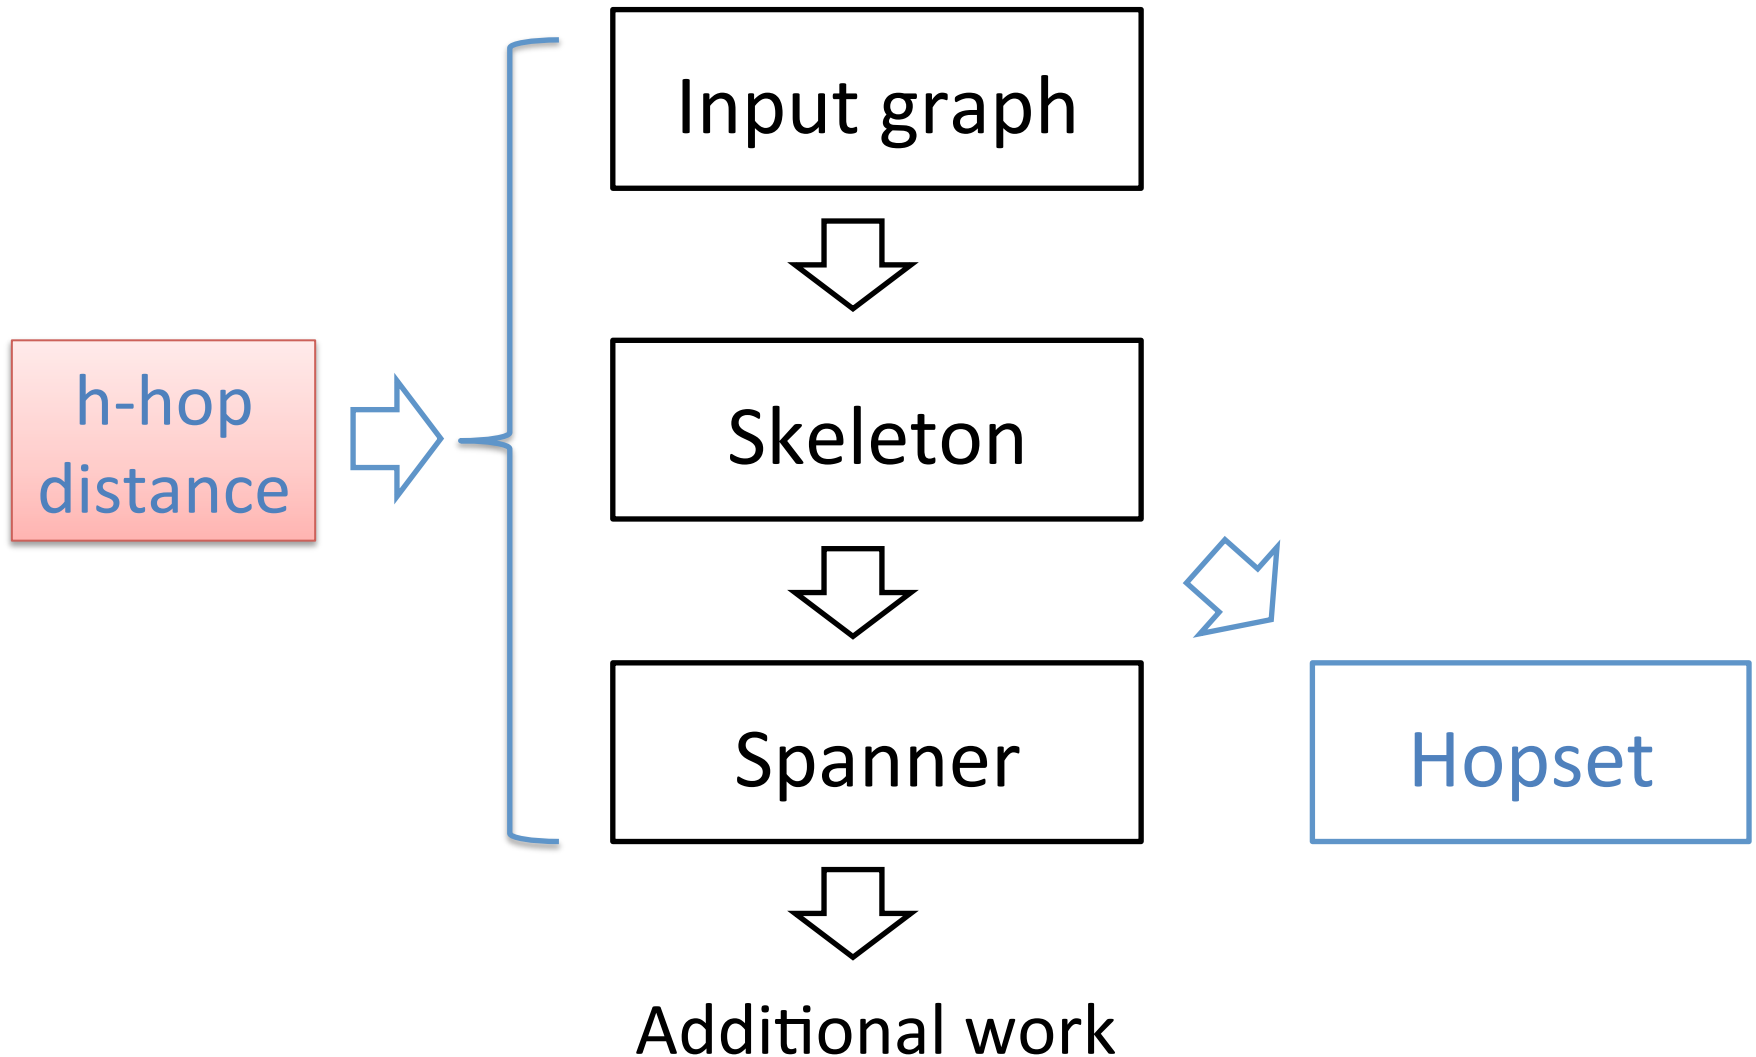 Input graph
h-hop
distance
Skeleton
Spanner
Hopset
Additional work